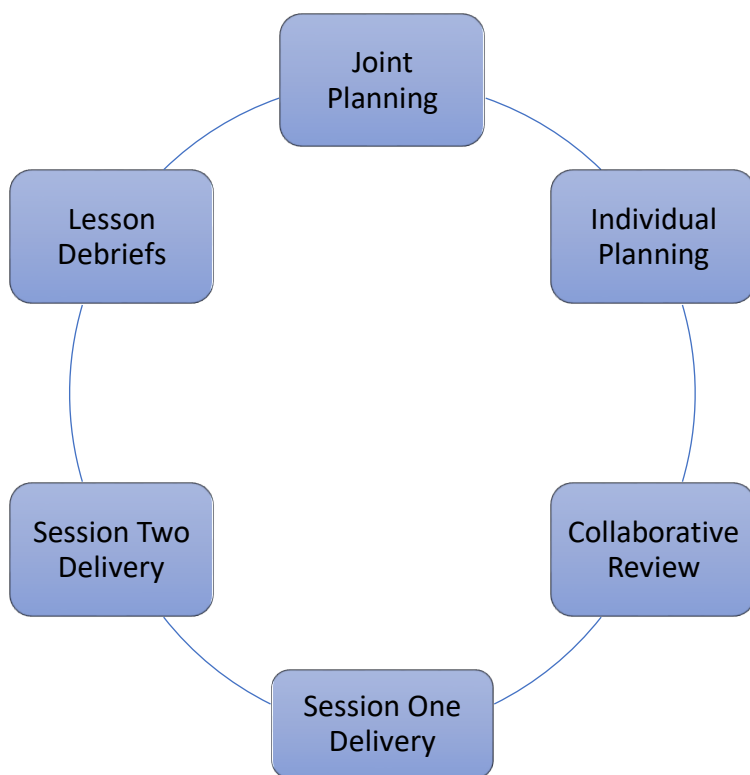 Joint
Planning
Individual
Planning
Collaborative
Review
Session One
Delivery
Session Two
Delivery
Lesson
Debriefs